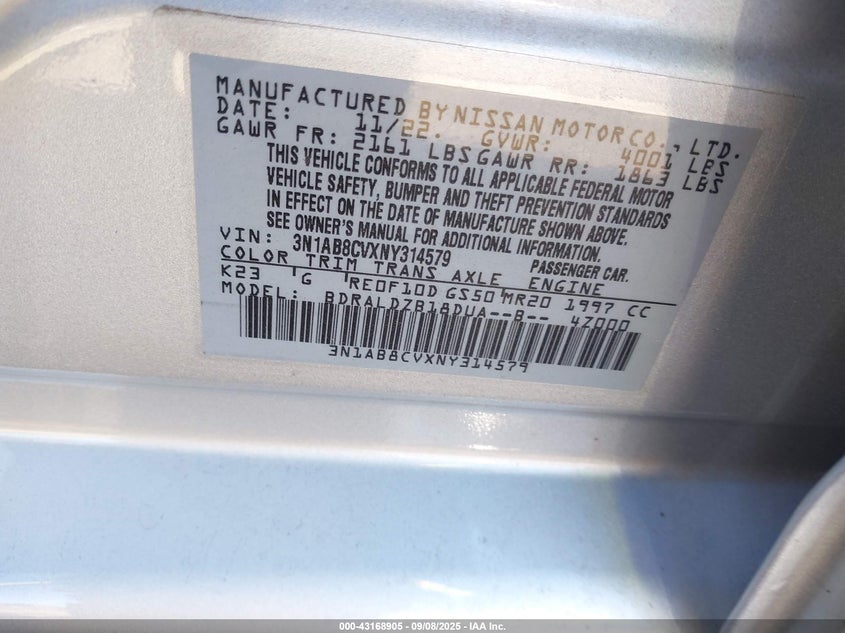 MANUFACTURED BY NISSAN MOTOR CO., LTD.
DATE: 11/22. GVWR: 4001 LBS
GAWR FR: 2161 LBS GAWR RR: 1863 LBS
THIS VEHICLE CONFORMS TO ALL APPLICABLE FEDERAL MOTOR
VEHICLE SAFETY, BUMPER AND THEFT PREVENTION STANDARDS
IN EFFECT ON THE DATE OF MANUFACTURE SHOWN ABOVE.
SEE OWNER'S MANUAL FOR ADDITIONAL INFORMATION.
VIN: 3N1AB8CVXNY314579 PASSENGER CAR.
COLOR TRIM TRANS AXLE ENGINE
K23 G RE0F10D GS50 MR20 1997 CC
MODEL: BDRALDZB18DUA--B-- 4Z000
3N1AB8CVXNY314579
000-43168905 - 09/08/2025 - IAA Inc.